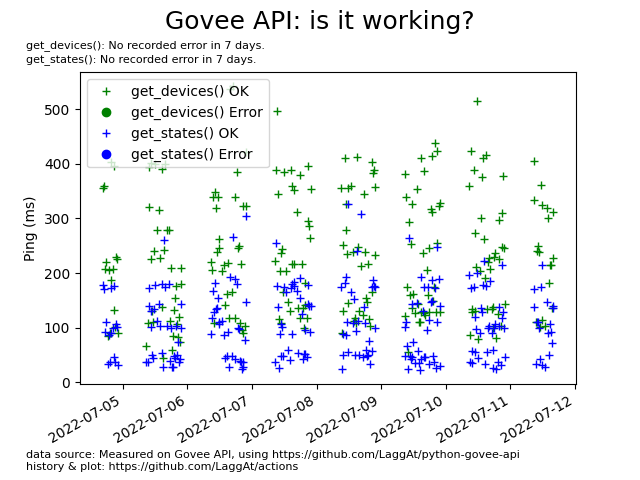 Govee API: is it working?
get_devices(): No recorded error in 7 days.
get_states(): No recorded error in 7 days.
get_devices() OK
get_devices() Error
get_states() OK
get_states() Error
Ping (ms)
500
400
300
200
100
0
2022-07-05
2022-07-06
2022-07-07
2022-07-08
2022-07-09
2022-07-10
2022-07-11
2022-07-12
data source: Measured on Govee API, using https://github.com/LaggAt/python-govee-api
history & plot: https://github.com/LaggAt/actions